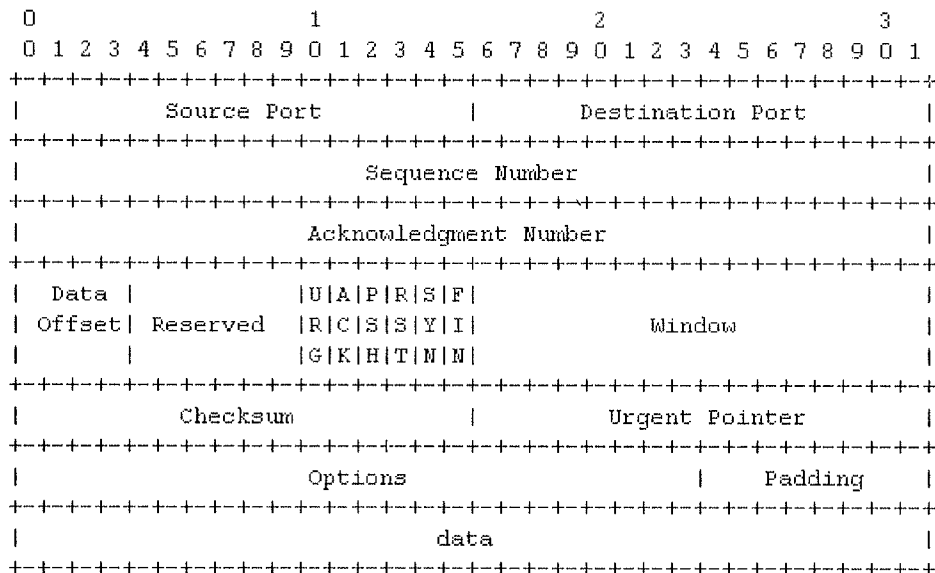 0                   1                   2                   3
0 1 2 3 4 5 6 7 8 9 0 1 2 3 4 5 6 7 8 9 0 1 2 3 4 5 6 7 8 9 0 1
+-+-+-+-+-+-+-+-+-+-+-+-+-+-+-+-+-+-+-+-+-+-+-+-+-+-+-+-+-+-+-+-+
|          Source Port          |       Destination Port        |
+-+-+-+-+-+-+-+-+-+-+-+-+-+-+-+-+-+-+-+-+-+-+-+-+-+-+-+-+-+-+-+-+
|                        Sequence Number                        |
+-+-+-+-+-+-+-+-+-+-+-+-+-+-+-+-+-+-+-+-+-+-+-+-+-+-+-+-+-+-+-+-+
|                    Acknowledgment Number                      |
+-+-+-+-+-+-+-+-+-+-+-+-+-+-+-+-+-+-+-+-+-+-+-+-+-+-+-+-+-+-+-+-+
|  Data |           |U|A|P|R|S|F|                               |
| Offset| Reserved  |R|C|S|S|Y|I|            Window             |
|       |           |G|K|H|T|N|N|                               |
+-+-+-+-+-+-+-+-+-+-+-+-+-+-+-+-+-+-+-+-+-+-+-+-+-+-+-+-+-+-+-+-+
|           Checksum            |         Urgent Pointer        |
+-+-+-+-+-+-+-+-+-+-+-+-+-+-+-+-+-+-+-+-+-+-+-+-+-+-+-+-+-+-+-+-+
|                    Options                    |    Padding    |
+-+-+-+-+-+-+-+-+-+-+-+-+-+-+-+-+-+-+-+-+-+-+-+-+-+-+-+-+-+-+-+-+
|                             data                              |
+-+-+-+-+-+-+-+-+-+-+-+-+-+-+-+-+-+-+-+-+-+-+-+-+-+-+-+-+-+-+-+-+